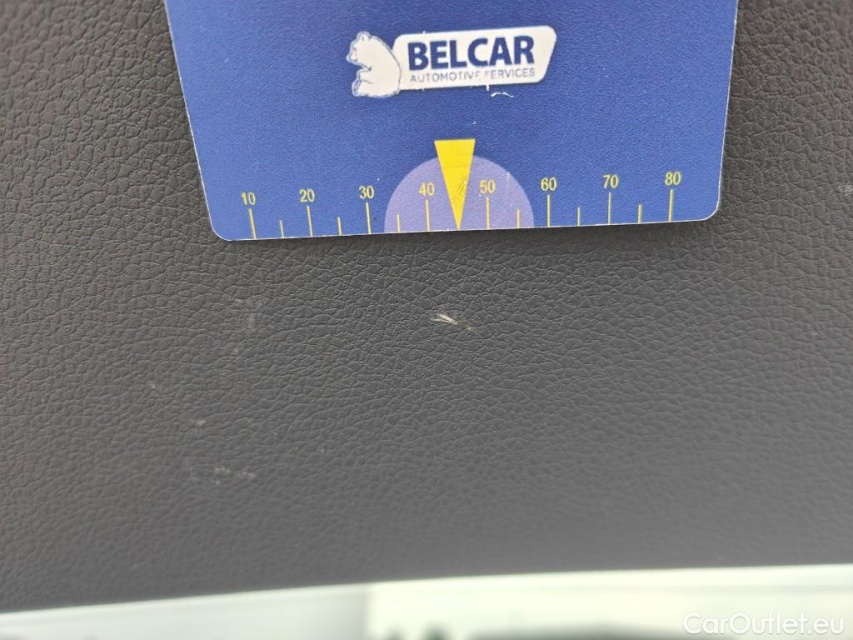 BELCAR
AUTOMOTIVE SERVICES
10 20 30 40 50 60 70 80
CarOutlet.eu